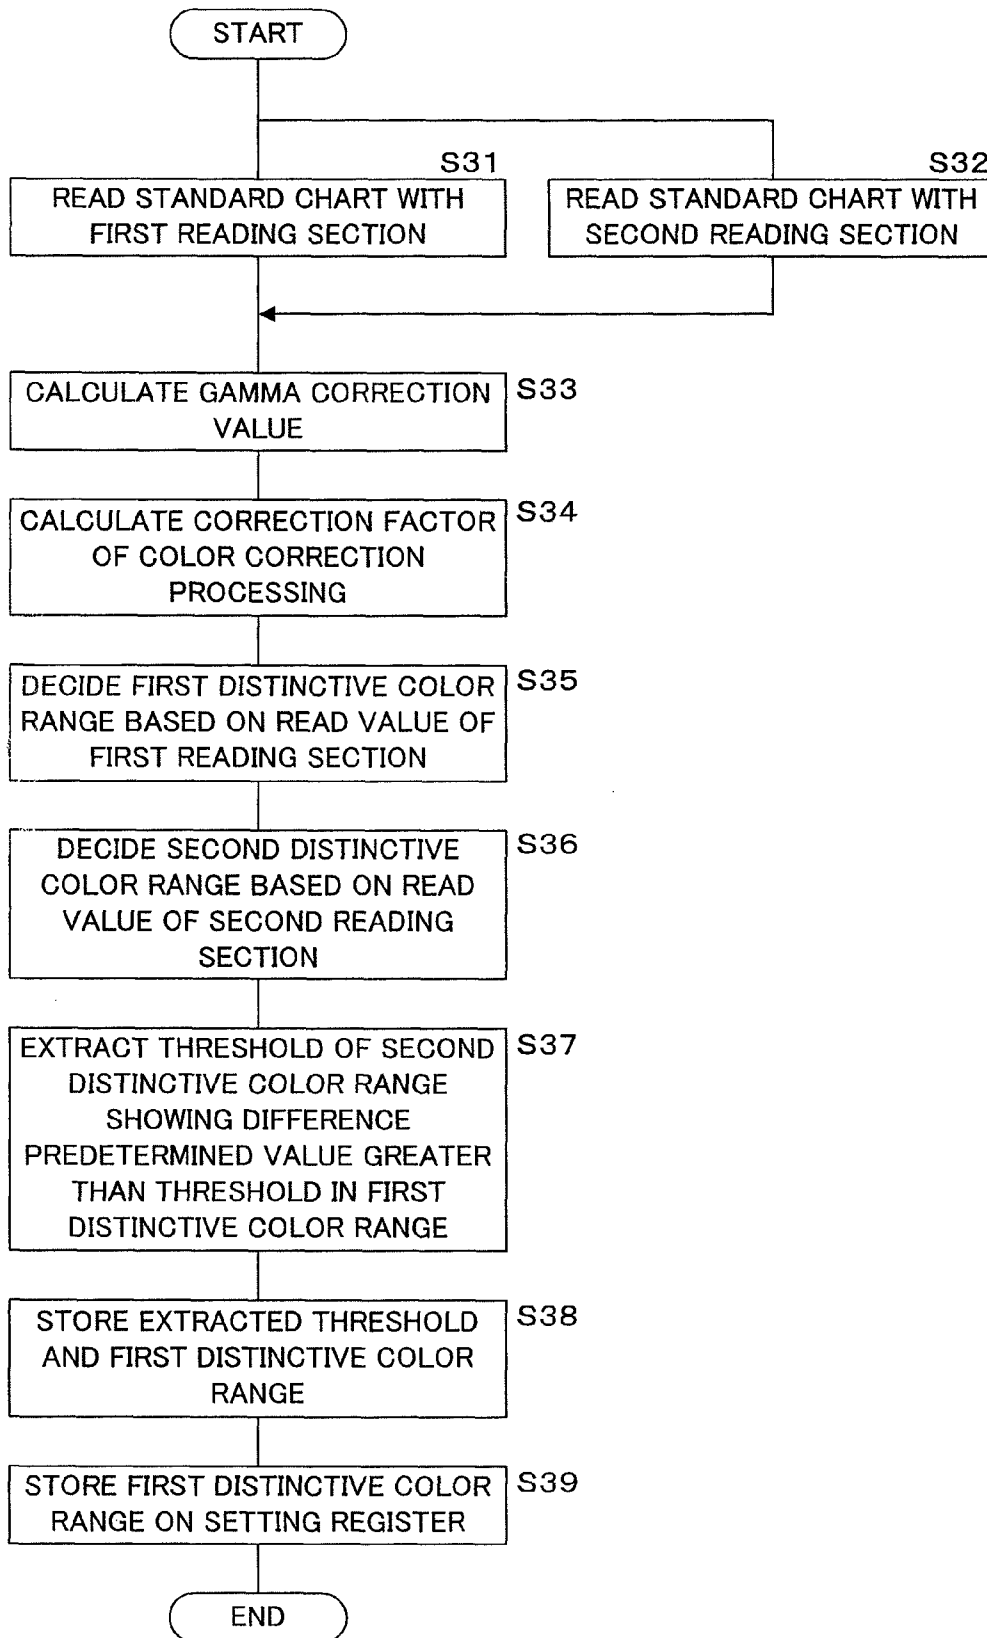 START
S31
READ STANDARD CHART WITH
FIRST READING SECTION
S32
READ STANDARD CHART WITH
SECOND READING SECTION
CALCULATE GAMMA CORRECTION
VALUE
S33
CALCULATE CORRECTION FACTOR
OF COLOR CORRECTION
PROCESSING
S34
DECIDE FIRST DISTINCTIVE COLOR
RANGE BASED ON READ VALUE OF
FIRST READING SECTION
S35
DECIDE SECOND DISTINCTIVE
COLOR RANGE BASED ON READ
VALUE OF SECOND READING
SECTION
S36
EXTRACT THRESHOLD OF SECOND
DISTINCTIVE COLOR RANGE
SHOWING DIFFERENCE
PREDETERMINED VALUE GREATER
THAN THRESHOLD IN FIRST
DISTINCTIVE COLOR RANGE
S37
STORE EXTRACTED THRESHOLD
AND FIRST DISTINCTIVE COLOR
RANGE
S38
STORE FIRST DISTINCTIVE COLOR
RANGE ON SETTING REGISTER
S39
END